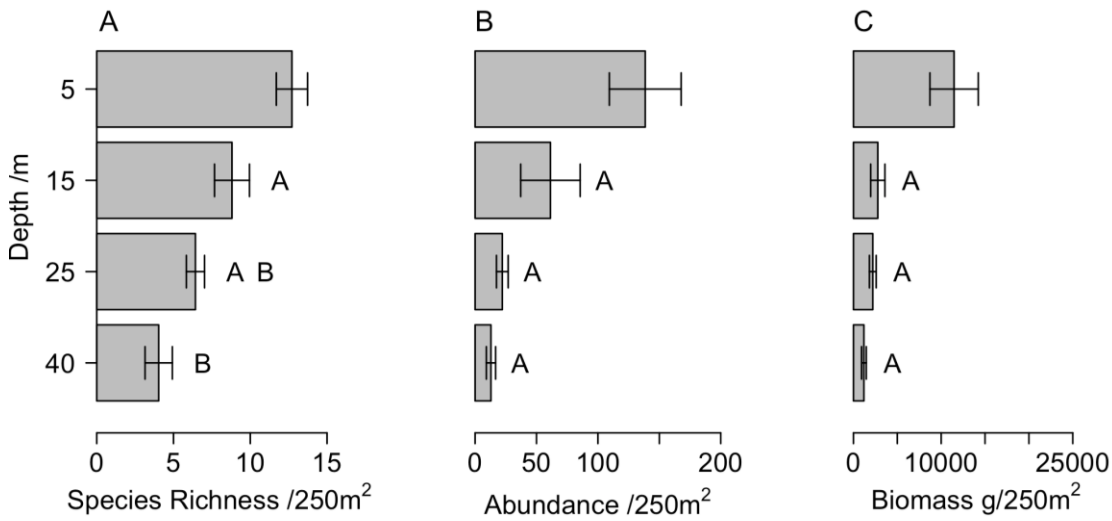 A
5
15
25
40
Depth /m
A
A B
B
0 5 10 15
Species Richness /250m²
B
A
A
A
0 50 100 200
Abundance /250m²
C
A
A
A
0 10000 25000
Biomass g/250m²